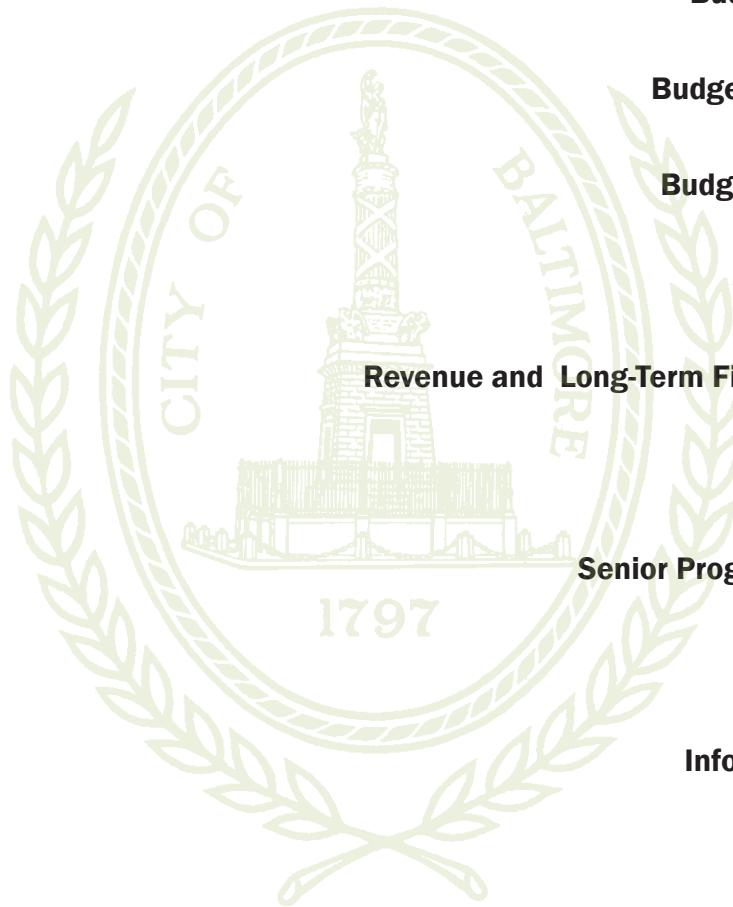 Budge
Budg
Revenue and Long-Term Fi
Senior Prog
Info
CITY OF BALTIMORE
1797